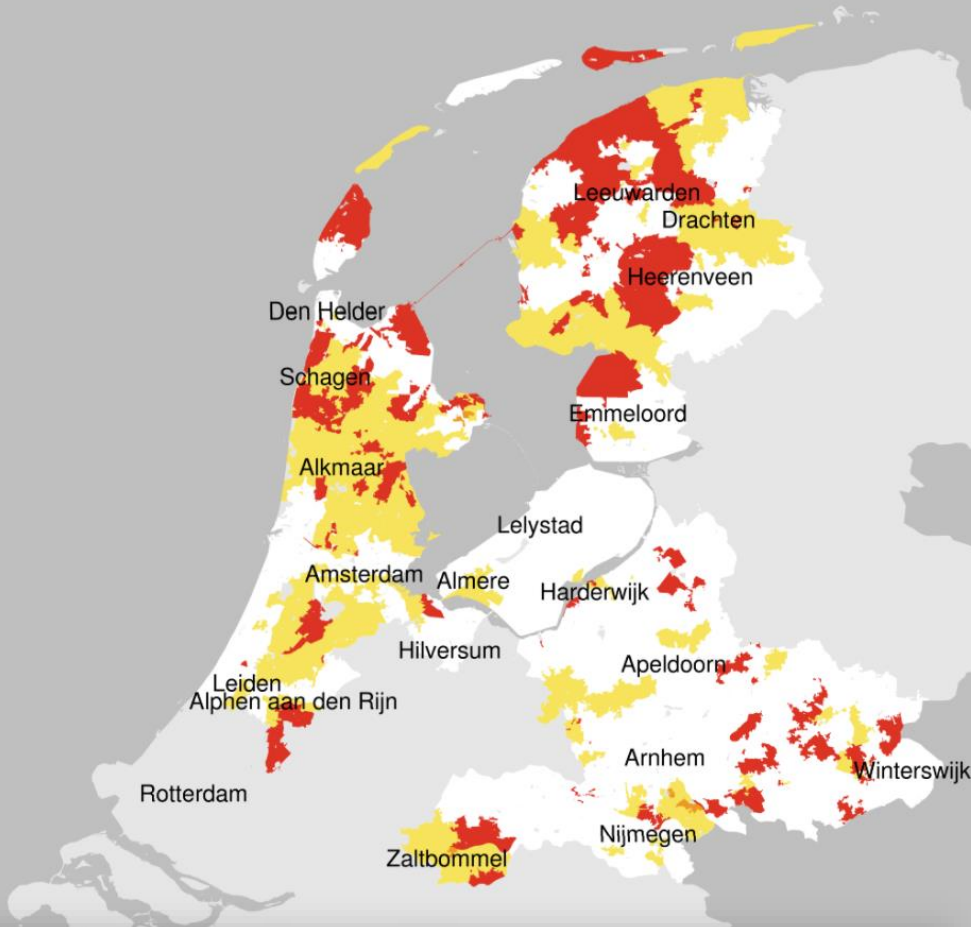 Leeuwarden
Drachten
Heerenveen
Den Helder
Schagen
Emmeloord
Alkmaar
Lelystad
Amsterdam
Almere
Harderwijk
Hilversum
Apeldoorn
Leiden
Alphen aan den Rijn
Arnhem
Winterswijk
Rotterdam
Nijmegen
Zaltbommel